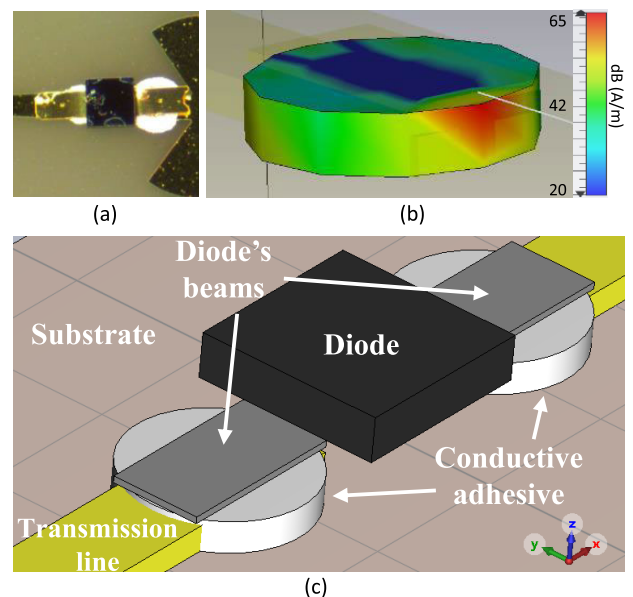 65
42
20
dB (A/m)
(a)
(b)
Diode's
beams
Substrate
Diode
Conductive
adhesive
Transmission
line
z
y
x
(c)